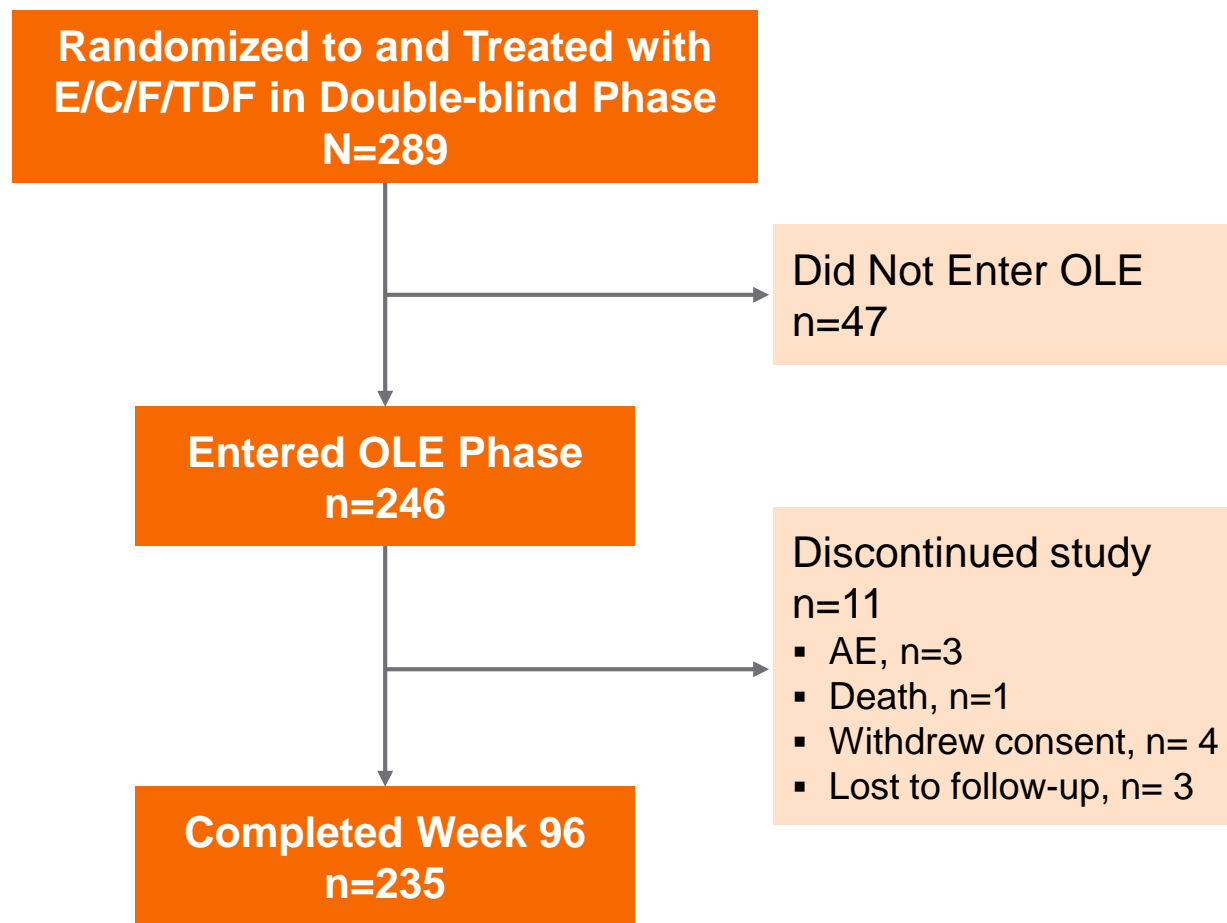 Randomized to and Treated with
E/C/F/TDF in Double-blind Phase
N=289
Did Not Enter OLE
n=47
Entered OLE Phase
n=246
Discontinued study
n=11
▪ AE, n=3
▪ Death, n=1
▪ Withdrew consent, n= 4
▪ Lost to follow-up, n= 3
Completed Week 96
n=235